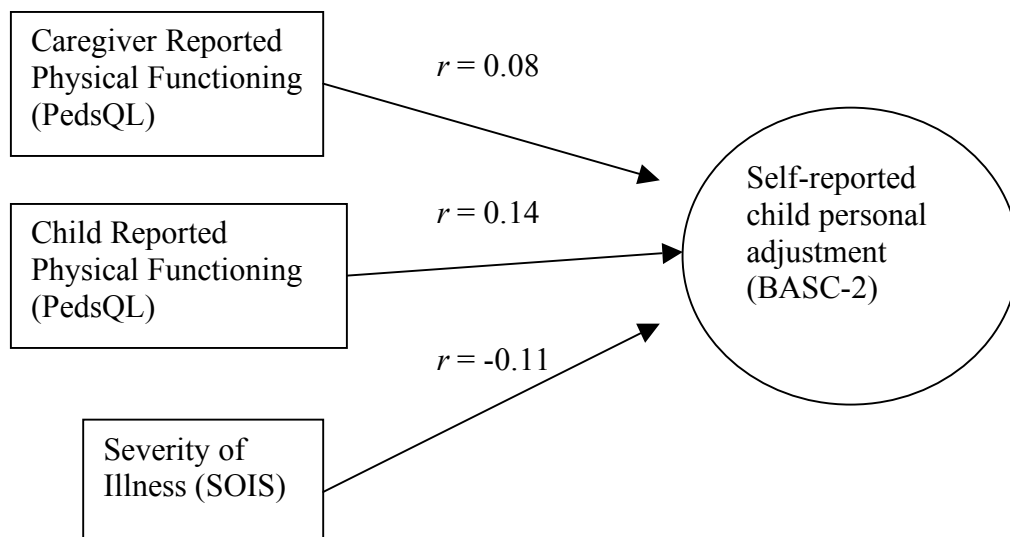 Caregiver Reported
Physical Functioning
(PedsQL)
r = 0.08
Child Reported
Physical Functioning
(PedsQL)
r = 0.14
Self-reported
child personal
adjustment
(BASC-2)
r = -0.11
Severity of
Illness (SOIS)